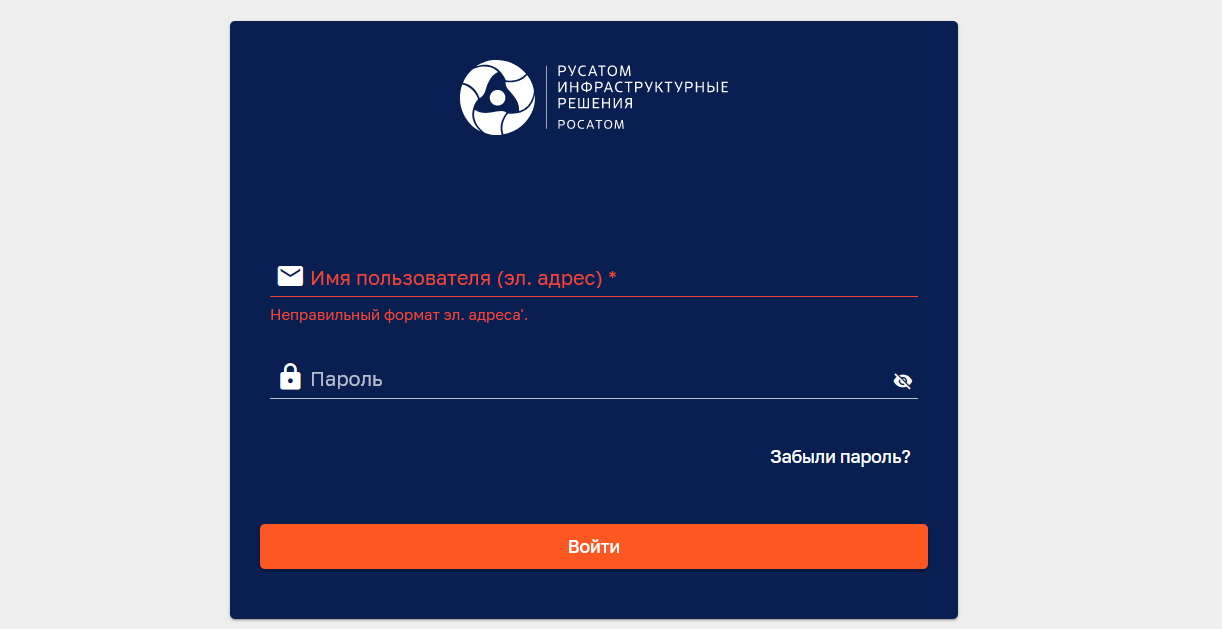 РУСАТОМ
ИНФРАСТРУКТУРНЫЕ
РЕШЕНИЯ
РОСАТОМ
Имя пользователя (эл. адрес) *
Неправильный формат эл. адреса'.
Пароль
Забыли пароль?
Войти